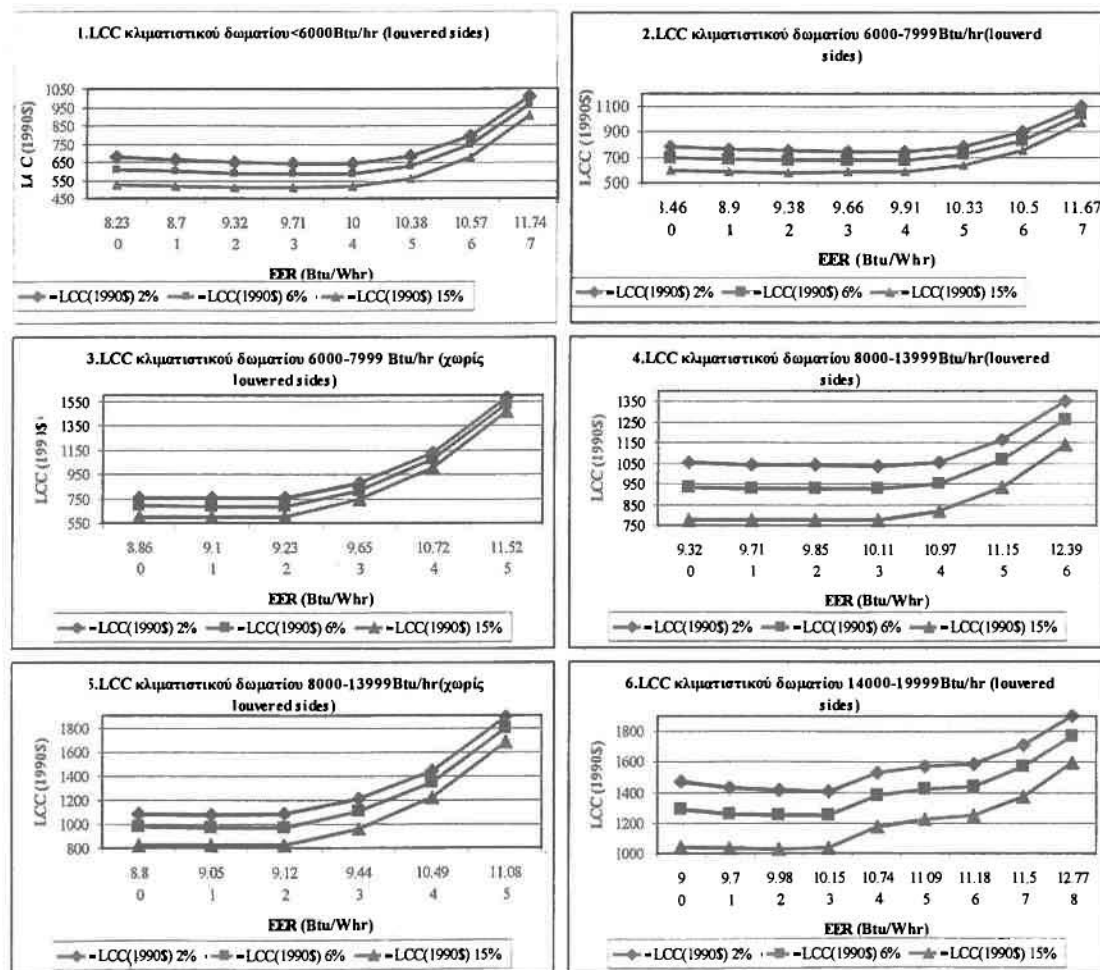 1.LCC κλιματιστικού δωματίου<6000Btu/hr (louvered sides)
LCC (1990$)
1050
950
850
750
650
550
450
8.23 8.7 9.32 9.71 10 10.38 10.57 11.74
0 1 2 3 4 5 6 7
EER (Btu/Whr)
LCC(1990$) 2% LCC(1990$) 6% LCC(1990$) 15%
2.LCC κλιματιστικού δωματίου 6000-7999Btu/hr(louverd
sides)
LCC (1990$)
1100
900
700
500
8.46 8.9 9.38 9.66 9.91 10.33 10.5 11.67
0 1 2 3 4 5 6 7
EER (Btu/Whr)
LCC(1990$) 2% LCC(1990$) 6% LCC(1990$) 15%
3.LCC κλιματιστικού δωματίου 6000-7999 Btu/hr (χωρίς
louvered sides)
LCC (1990$
1550
1350
1150
950
750
550
8.86 9.1 9.23 9.65 10.72 11.52
0 1 2 3 4 5
EER (Btu/Whr)
LCC(1990$) 2% LCC(1990$) 6% LCC(1990$) 15%
4.LCC κλιματιστικού δωματίου 8000-13999Btu/hr(louvered
sides)
LCC (1990$)
1350
1250
1150
1050
950
850
750
9.32 9.71 9.85 10.11 10.97 11.15 12.39
0 1 2 3 4 5 6
EER (Btu/Whr)
LCC(1990$) 2% LCC(1990$) 6% LCC(1990$) 15%
5.LCC κλιματιστικού δωματίου 8000-13999Btu/hr(χωρίς
louvered sides)
LCC (1990$)
1800
1600
1400
1200
1000
800
8.8 9.05 9.12 9.44 10.49 11.08
0 1 2 3 4 5
EER (Btu/Whr)
LCC(1990$) 2% LCC(1990$) 6% LCC(1990$) 15%
6.LCC κλιματιστικού δωματίου 14000-19999Btu/hr (louvered
sides)
LCC (1990$)
1800
1600
1400
1200
1000
9 9.7 9.98 10.15 10.74 11.09 11.18 11.5 12.77
0 1 2 3 4 5 6 7 8
EER (Btu/Whr)
LCC(1990$) 2% LCC(1990$) 6% LCC(1990$) 15%